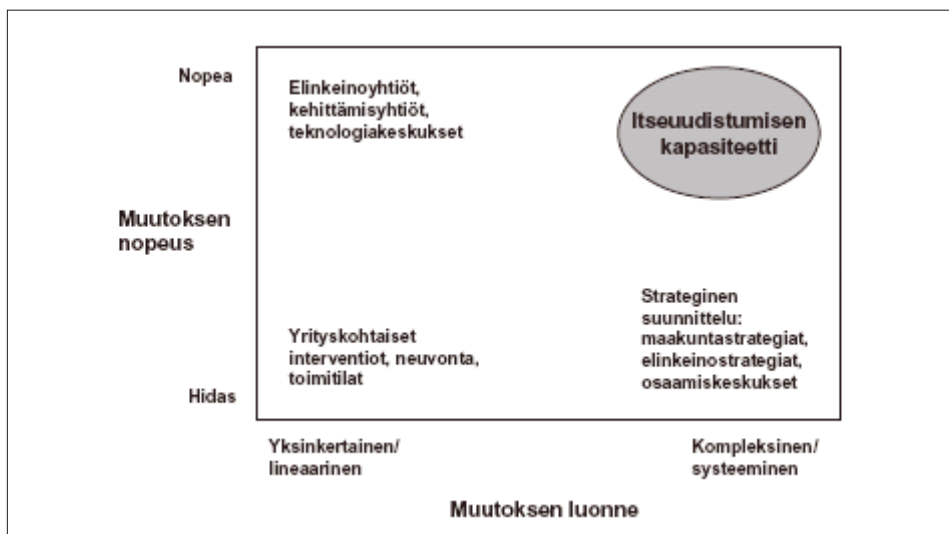 Nopea
Elinkeinoyhtiöt,
kehittämisyhtiöt,
teknologiakeskukset
Itseuudistumisen
kapasiteetti
Muutoksen
nopeus
Yrityskohtaiset
interventiot, neuvonta,
toimitilat
Strateginen
suunnittelu:
maakuntastrategiat,
elinkeinostrategiat,
osaamiskeskukset
Hidas
Yksinkertainen/
lineaarinen
Kompleksinen/
systeeminen
Muutoksen luonne